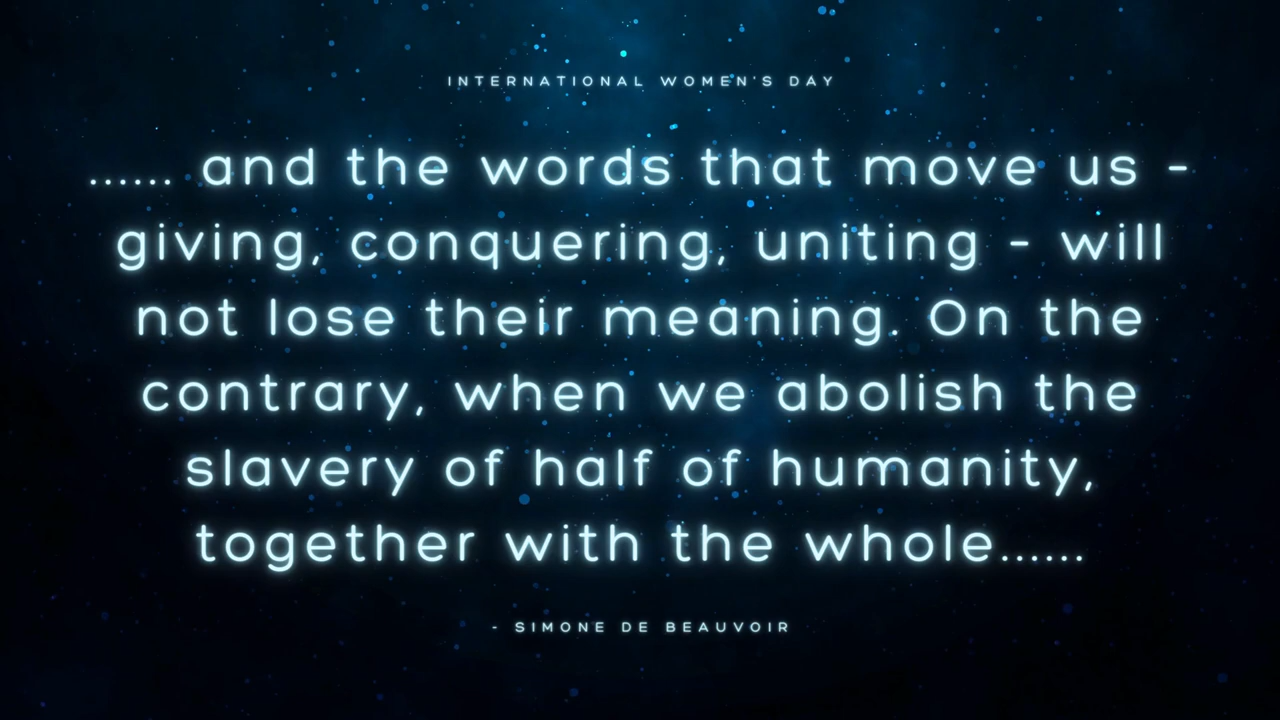 INTERNATIONAL WOMEN'S DAY
...... and the words that move us -
giving, conquering, uniting - will
not lose their meaning. On the
contrary, when we abolish the
slavery of half of humanity,
together with the whole......
- SIMONE DE BEAUVOIR